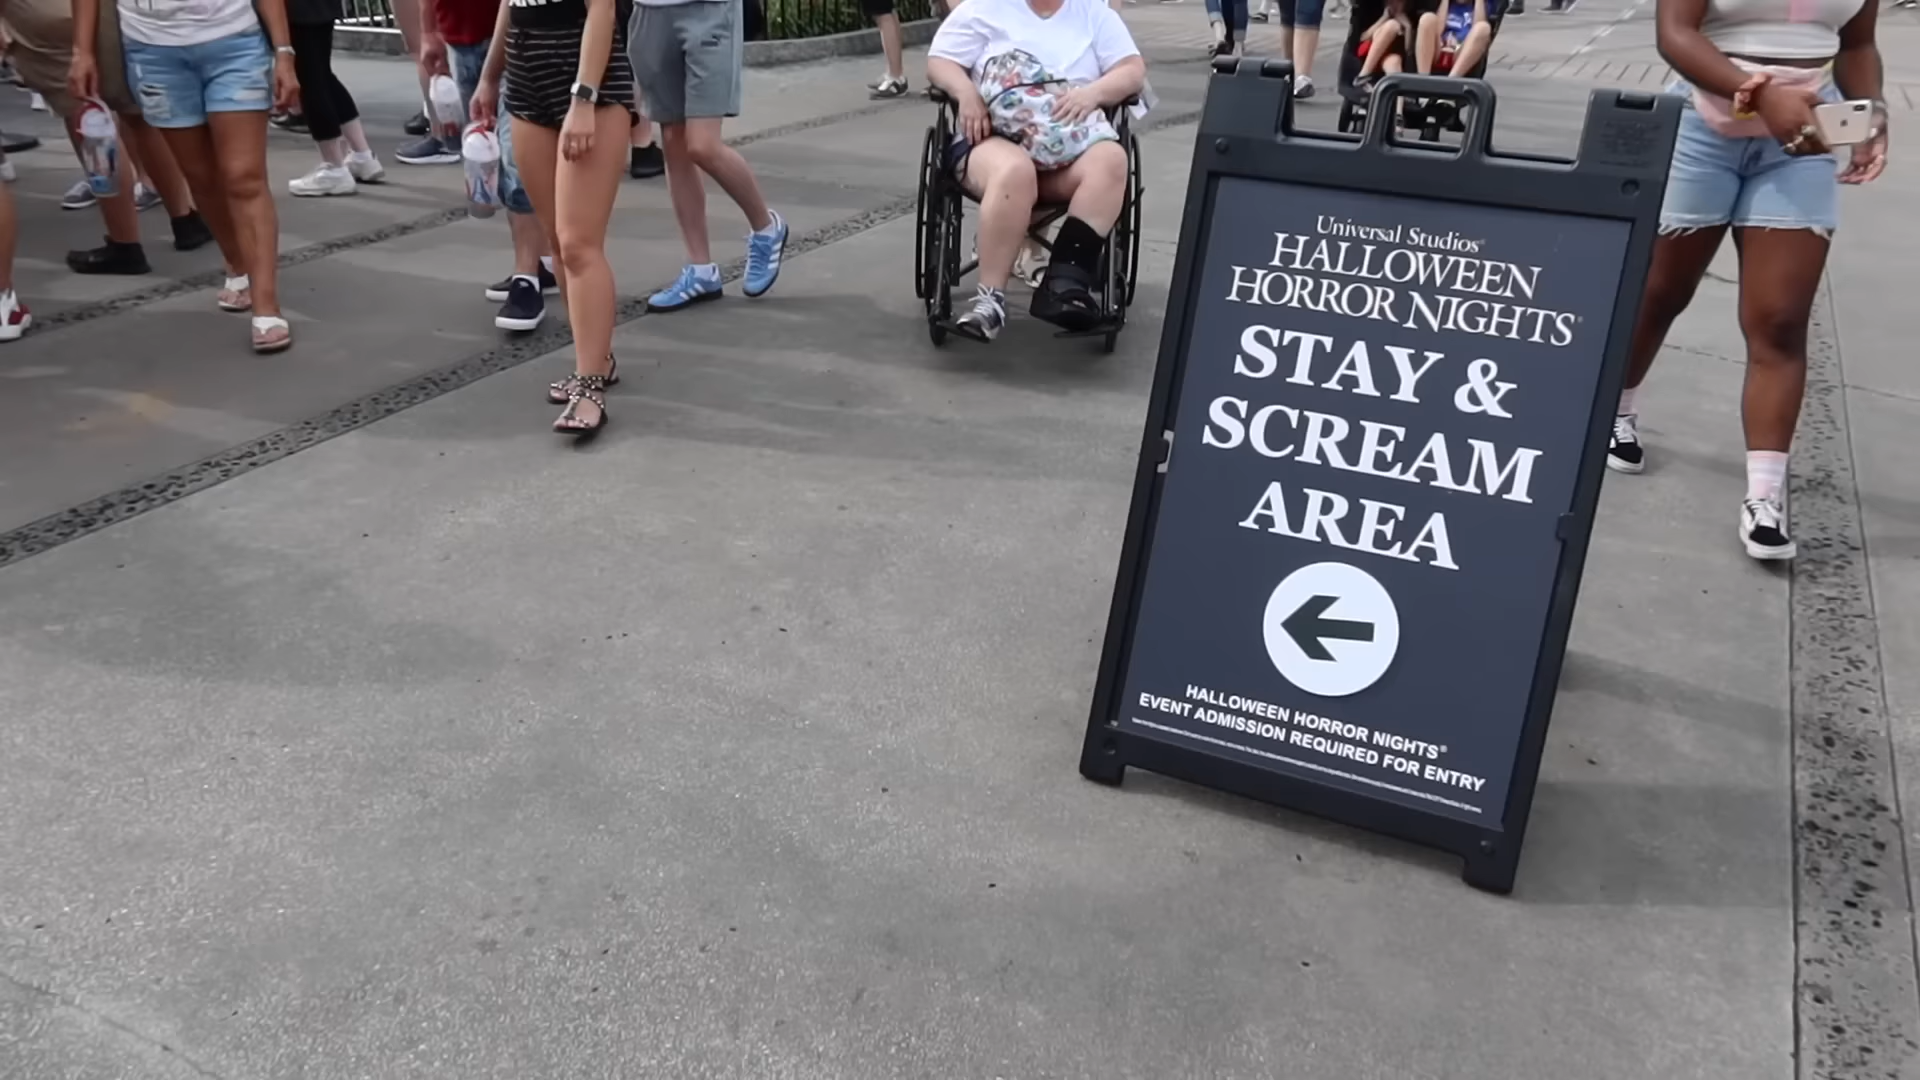 Universal Studios®
HALLOWEEN
HORROR NIGHTS®
STAY &
SCREAM
AREA
HALLOWEEN HORROR NIGHTS®
EVENT ADMISSION REQUIRED FOR ENTRY